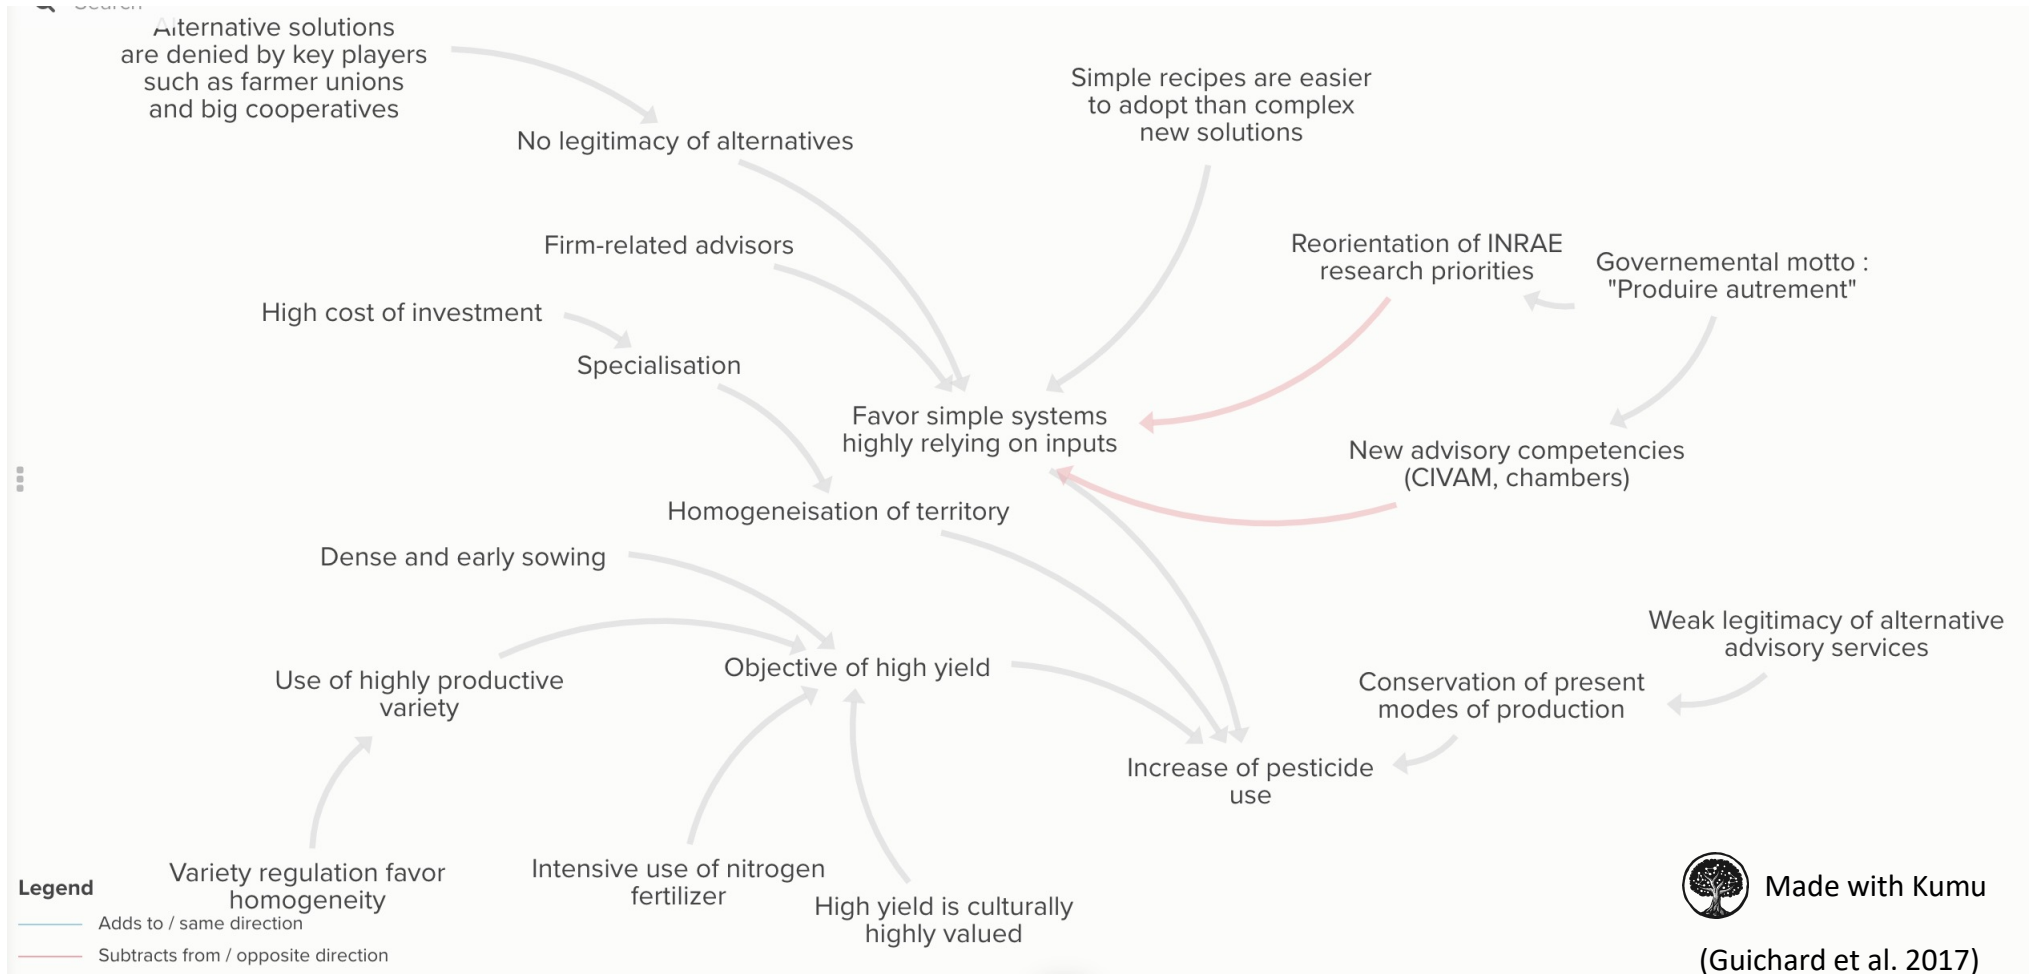 Search
Alternative solutions
are denied by key players
such as farmer unions
and big cooperatives
Simple recipes are easier
to adopt than complex
new solutions
No legitimacy of alternatives
Firm-related advisors
Reorientation of INRAE
research priorities
Governemental motto :
"Produire autrement"
High cost of investment
Specialisation
Favor simple systems
highly relying on inputs
New advisory competencies
(CIVAM, chambers)
Homogeneisation of territory
Dense and early sowing
Weak legitimacy of alternative
advisory services
Objective of high yield
Use of highly productive
variety
Conservation of present
modes of production
Increase of pesticide
use
Variety regulation favor
homogeneity
Intensive use of nitrogen
fertilizer
High yield is culturally
highly valued
Legend
Adds to / same direction
Subtracts from / opposite direction
Made with Kumu
(Guichard et al. 2017)